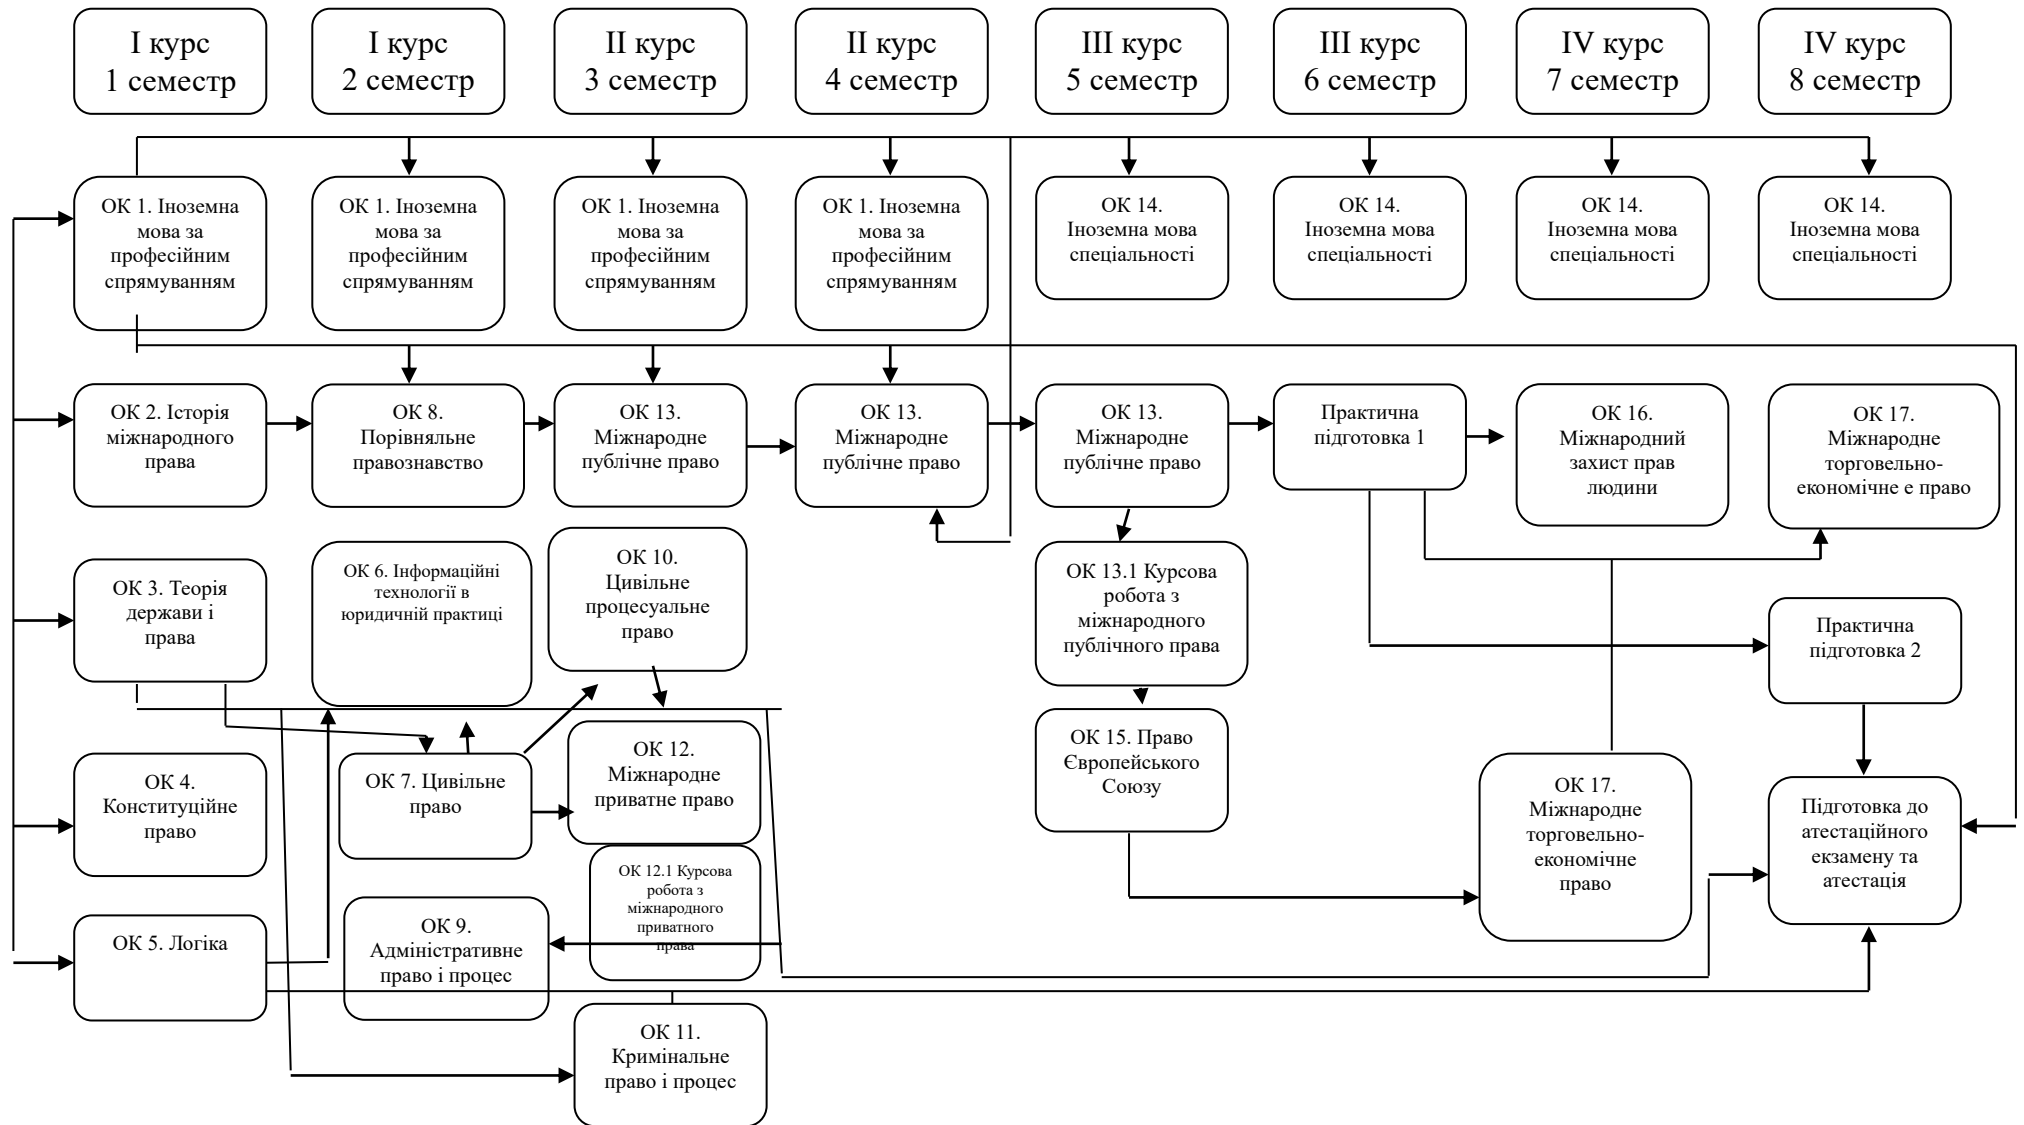 І курс
1 семестр
І курс
2 семестр
ІІ курс
3 семестр
ІІ курс
4 семестр
ІІІ курс
5 семестр
ІІІ курс
6 семестр
ІV курс
7 семестр
ІV курс
8 семестр
ОК 1. Іноземна
мова за
професійним
спрямуванням
ОК 1. Іноземна
мова за
професійним
спрямуванням
ОК 1. Іноземна
мова за
професійним
спрямуванням
ОК 1. Іноземна
мова за
професійним
спрямуванням
ОК 14.
Іноземна мова
спеціальності
ОК 14.
Іноземна мова
спеціальності
ОК 14.
Іноземна мова
спеціальності
ОК 14.
Іноземна мова
спеціальності
ОК 2. Історія
міжнародного
права
ОК 8.
Порівняльне
правознавство
ОК 13.
Міжнародне
публічне право
ОК 13.
Міжнародне
публічне право
ОК 13.
Міжнародне
публічне право
Практична
підготовка 1
ОК 16.
Міжнародний
захист прав
людини
ОК 17.
Міжнародне
торговельно-
економічне е право
ОК 3. Теорія
держави і
права
ОК 6. Інформаційні
технології в
юридичній практиці
ОК 10.
Цивільне
процесуальне
право
ОК 13.1 Курсова
робота з
міжнародного
публічного права
Практична
підготовка 2
ОК 4.
Конституційне
право
ОК 7. Цивільне
право
ОК 12.
Міжнародне
приватне право
ОК 15. Право
Європейського
Союзу
ОК 17.
Міжнародне
торговельно-
економічне
право
Підготовка до
атестаційного
екзамену та
атестація
ОК 5. Логіка
ОК 9.
Адміністративне
право і процес
ОК 12.1 Курсова
робота з
міжнародного
приватного
права
ОК 11.
Кримінальне
право і процес